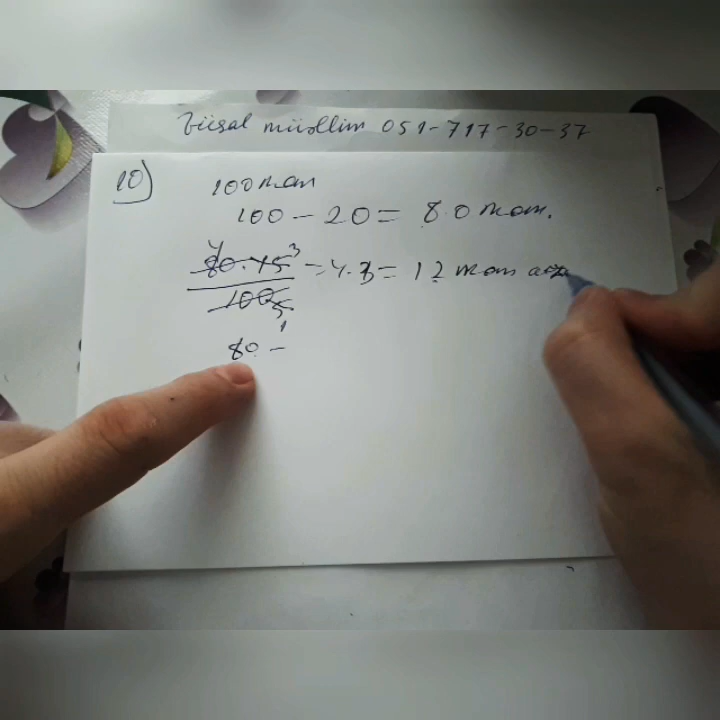 Vüsal müəllim 051-717-30-37
10) 100 man
100 - 20 = 80 man.
80·15 / 100 = 4·3 = 12 man
80 -